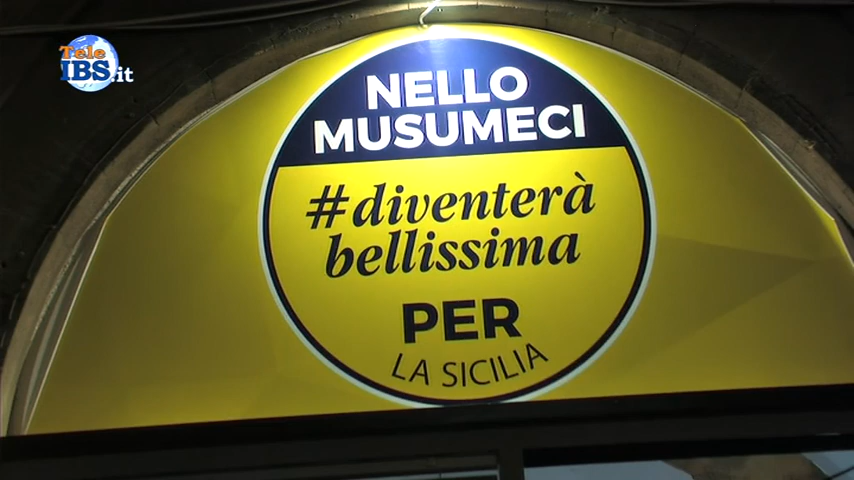 Tele
IBS.it
NELLO
MUSUMECI
#diventerà
bellissima
PER
LA SICILIA